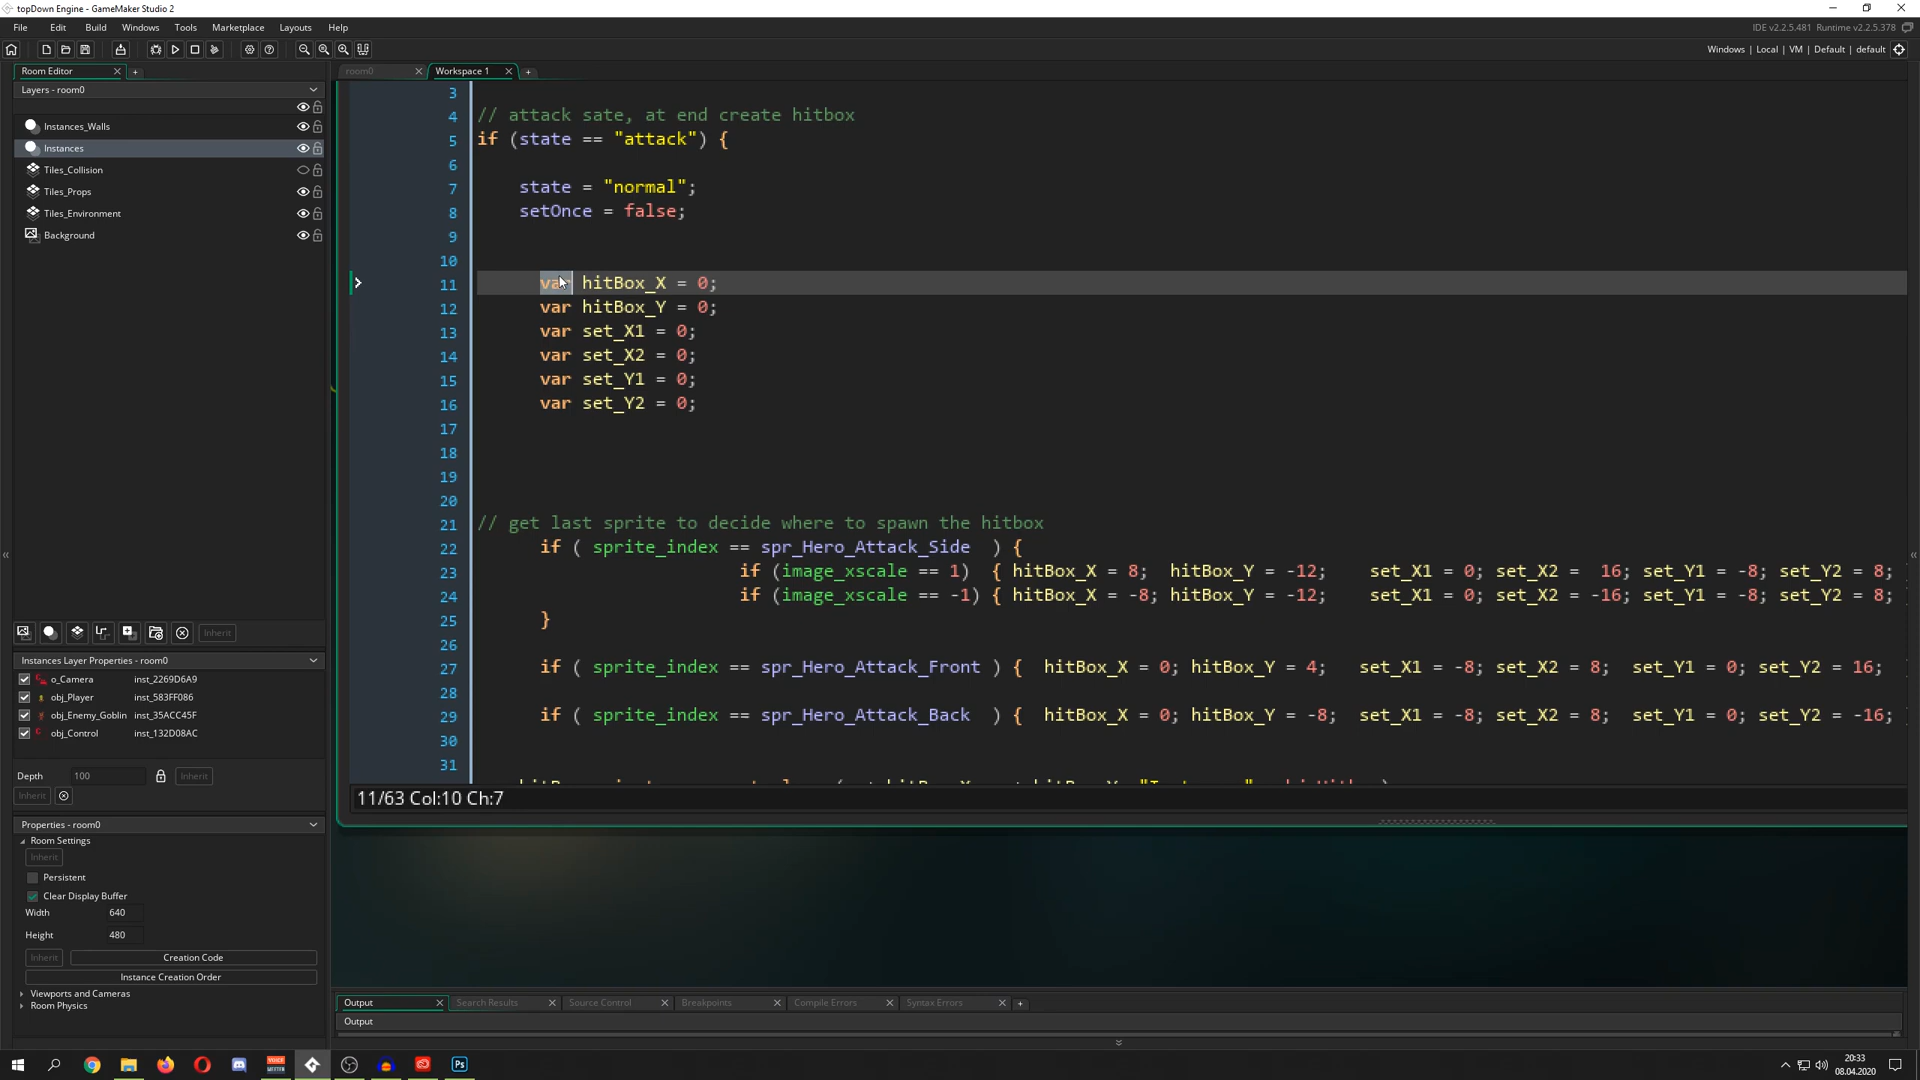 topDown Engine - GameMaker Studio 2
File Edit Build Windows Tools Marketplace Layouts Help
IDE v2.2.5.481 Runtime v2.2.5.378
Windows | Local | VM | Default | default
Room Editor
room0
Workspace 1
Layers - room0
Instances_Walls
Instances
Tiles_Collision
Tiles_Props
Tiles_Environment
Background
Inherit
Instances Layer Properties - room0
o_Camera inst_2269D6A9
obj_Player inst_583FF086
obj_Enemy_Goblin inst_35ACC45F
obj_Control inst_132D08AC
Depth 100 Inherit
Inherit
Properties - room0
Room Settings
Inherit
Persistent
Clear Display Buffer
Width 640
Height 480
Inherit Creation Code
Instance Creation Order
Viewports and Cameras
Room Physics
3
4 // attack sate, at end create hitbox
5 if (state == "attack") {
6
7 state = "normal";
8 setOnce = false;
9
10
11 var hitBox_X = 0;
12 var hitBox_Y = 0;
13 var set_X1 = 0;
14 var set_X2 = 0;
15 var set_Y1 = 0;
16 var set_Y2 = 0;
17
18
19
20
21 // get last sprite to decide where to spawn the hitbox
22 if ( sprite_index == spr_Hero_Attack_Side ) {
23 if (image_xscale == 1) { hitBox_X = 8; hitBox_Y = -12; set_X1 = 0; set_X2 = 16; set_Y1 = -8; set_Y2 = 8;
24 if (image_xscale == -1) { hitBox_X = -8; hitBox_Y = -12; set_X1 = 0; set_X2 = -16; set_Y1 = -8; set_Y2 = 8;
25 }
26
27 if ( sprite_index == spr_Hero_Attack_Front ) { hitBox_X = 0; hitBox_Y = 4; set_X1 = -8; set_X2 = 8; set_Y1 = 0; set_Y2 = 16;
28
29 if ( sprite_index == spr_Hero_Attack_Back ) { hitBox_X = 0; hitBox_Y = -8; set_X1 = -8; set_X2 = 8; set_Y1 = 0; set_Y2 = -16;
30
31
11/63 Col:10 Ch:7
Output Search Results Source Control Breakpoints Compile Errors Syntax Errors
Output
Ps
20:33
08.04.2020